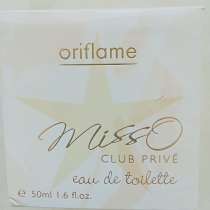 oriflame
MissO
CLUB PRIVÉ
eau de toilette
e 50ml 1.6 fl.oz.